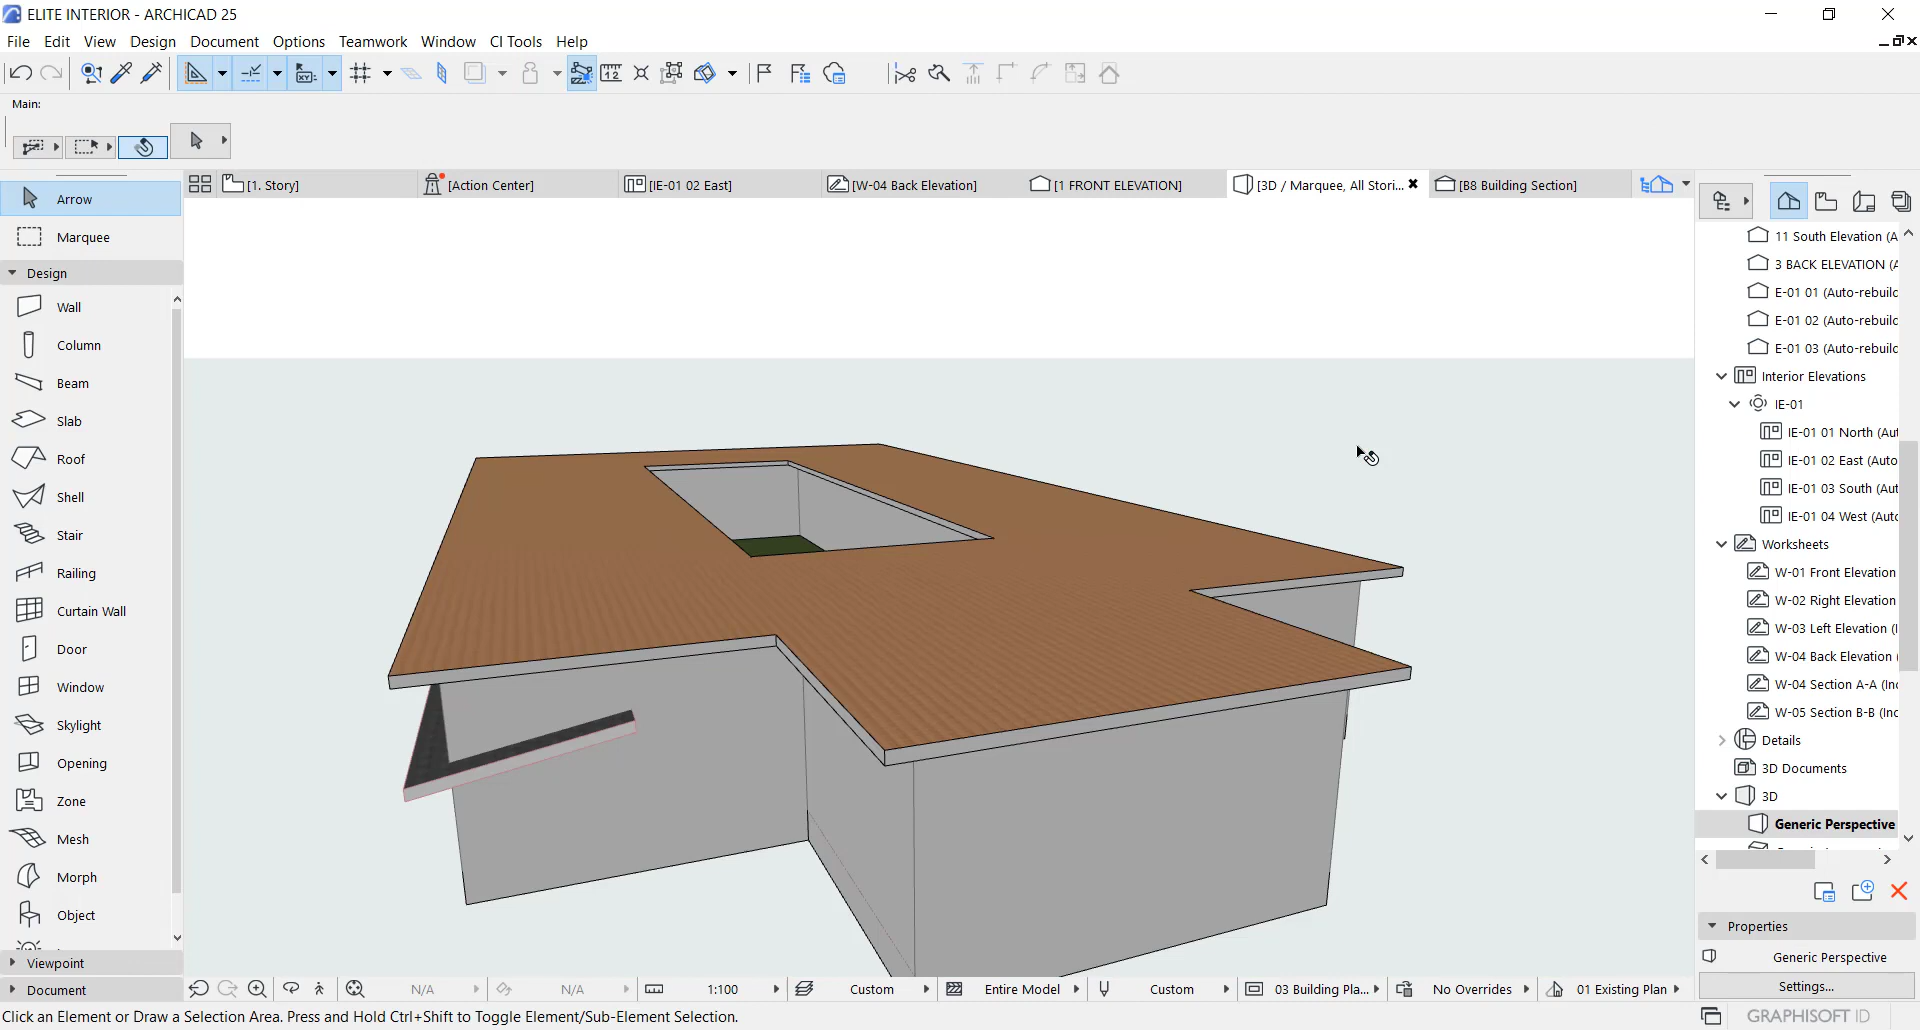 ELITE INTERIOR - ARCHICAD 25
File Edit View Design Document Options Teamwork Window CI Tools Help
Main:
[1. Story]
[Action Center]
[IE-01 02 East]
[W-04 Back Elevation]
[1 FRONT ELEVATION]
[3D / Marquee, All Stori...
[B8 Building Section]
Arrow
Marquee
Design
Wall
Column
Beam
Slab
Roof
Shell
Stair
Railing
Curtain Wall
Door
Window
Skylight
Opening
Zone
Mesh
Morph
Object
Viewpoint
Document
11 South Elevation (A
3 BACK ELEVATION (A
E-01 01 (Auto-rebuild
E-01 02 (Auto-rebuild
E-01 03 (Auto-rebuild
Interior Elevations
IE-01
IE-01 01 North (Aut
IE-01 02 East (Auto
IE-01 03 South (Aut
IE-01 04 West (Auto
Worksheets
W-01 Front Elevation
W-02 Right Elevation
W-03 Left Elevation (I
W-04 Back Elevation
W-04 Section A-A (Ind
W-05 Section B-B (Ind
Details
3D Documents
3D
Generic Perspective
Properties
Generic Perspective
Settings...
N/A N/A 1:100 Custom Entire Model Custom 03 Building Pla... No Overrides 01 Existing Plan
Click an Element or Draw a Selection Area. Press and Hold Ctrl+Shift to Toggle Element/Sub-Element Selection.
GRAPHISOFT ID